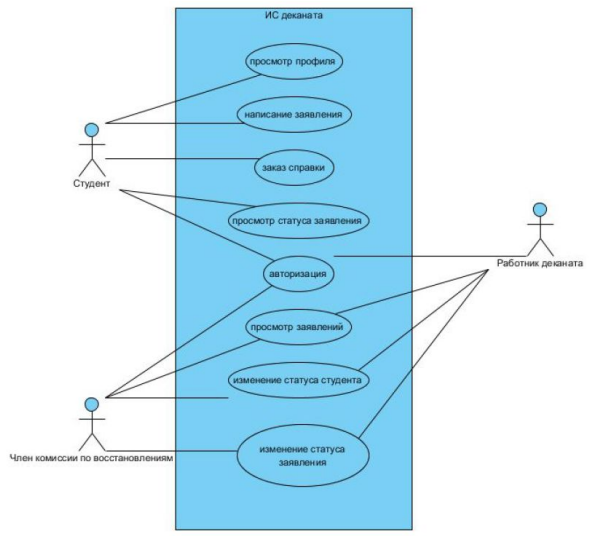 ИС деканата
просмотр профиля
написание заявления
заказ справки
Студент
просмотр статуса заявления
Работник деканата
авторизация
просмотр заявлений
изменение статуса студента
Член комиссии по восстановлениям
изменение статуса
заявления